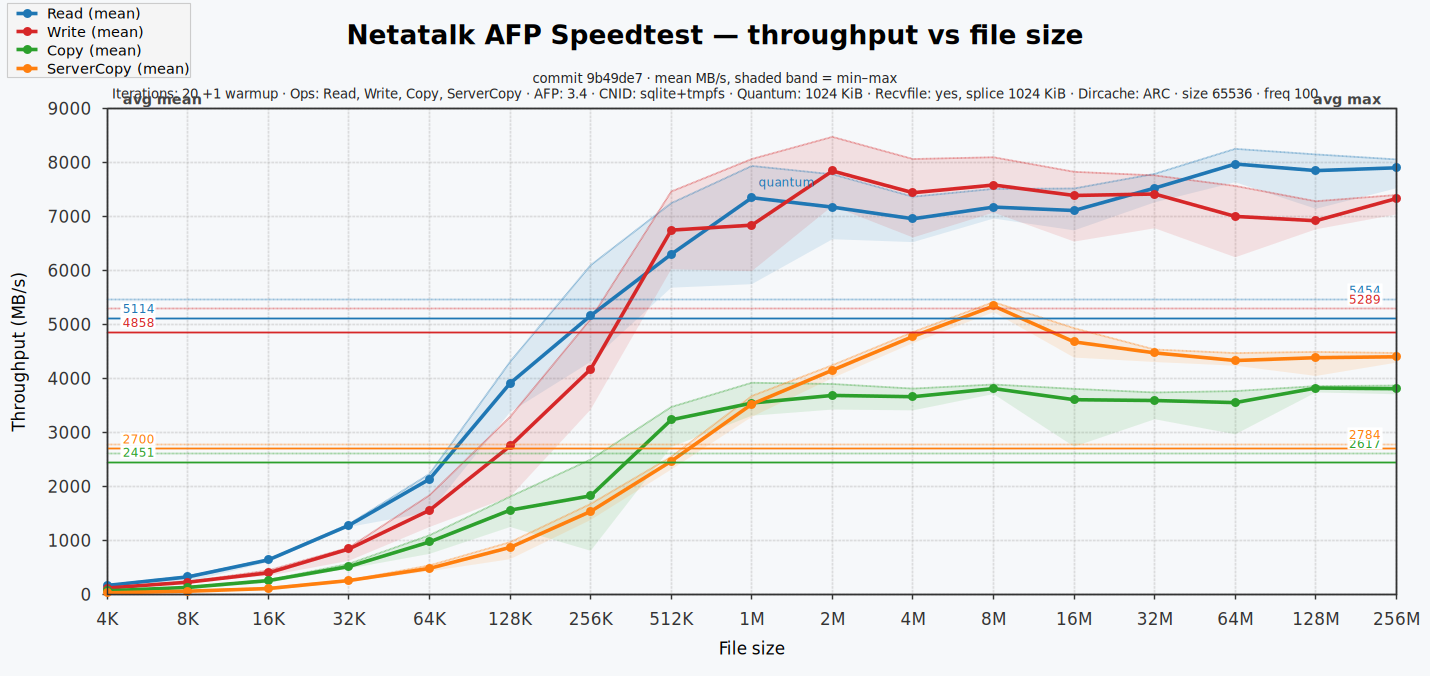 Read (mean)
Write (mean)
Copy (mean)
ServerCopy (mean)
Netatalk AFP Speedtest — throughput vs file size
commit 9b49de7 · mean MB/s, shaded band = min–max
Iterations: 20 +1 warmup · Ops: Read, Write, Copy, ServerCopy · AFP: 3.4 · CNID: sqlite+tmpfs · Quantum: 1024 KiB · Recvfile: yes, splice 1024 KiB · Dircache: ARC · size 65536 · freq 100
avg mean
avg max
9000
8000
7000
6000
5000
4000
3000
2000
1000
0
Throughput (MB/s)
quantum
5114
4858
5454
5289
2700
2451
2784
2617
4K
8K
16K
32K
64K
128K
256K
512K
1M
2M
4M
8M
16M
32M
64M
128M
256M
File size